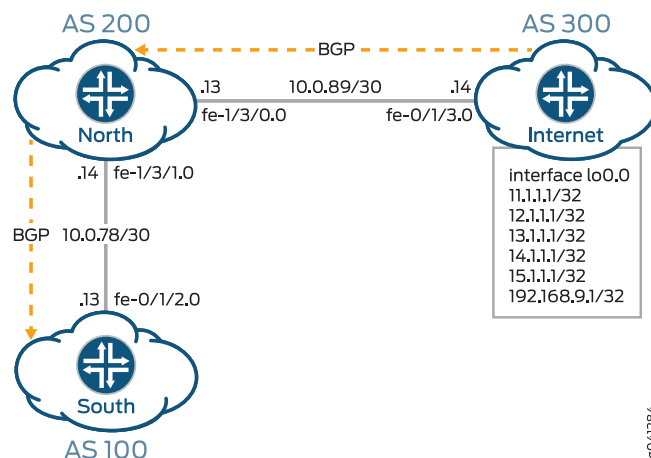 AS 200
AS 300
BGP
.13
10.0.89/30
.14
fe-1/3/0.0
fe-0/1/3.0
North
Internet
.14
fe-1/3/1.0
interface lo0.0
11.1.1.1/32
12.1.1.1/32
13.1.1.1/32
14.1.1.1/32
15.1.1.1/32
192.168.9.1/32
BGP
10.0.78/30
.13
fe-0/1/2.0
South
AS 100